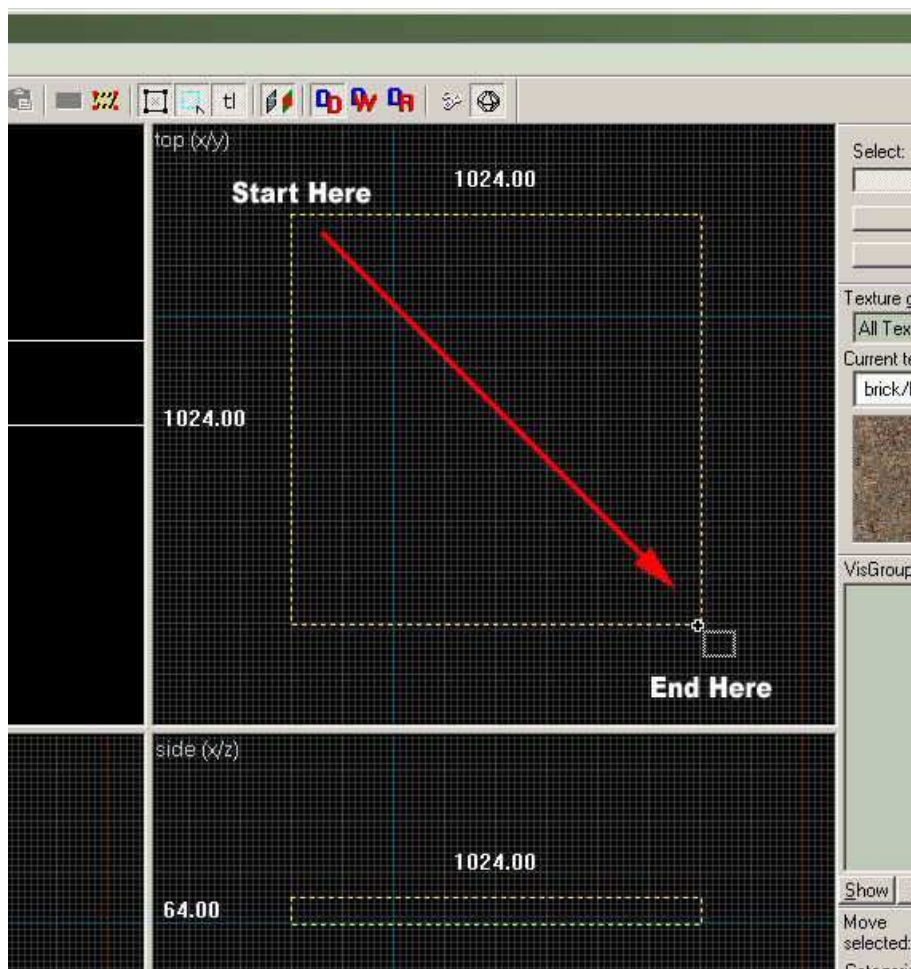 tl
top (x/y)
1024.00
Start Here
Select:
Texture
All Tex
Current
brick/
1024.00
VisGroup
End Here
side (x/z)
1024.00
64.00
Show
Move
selected: